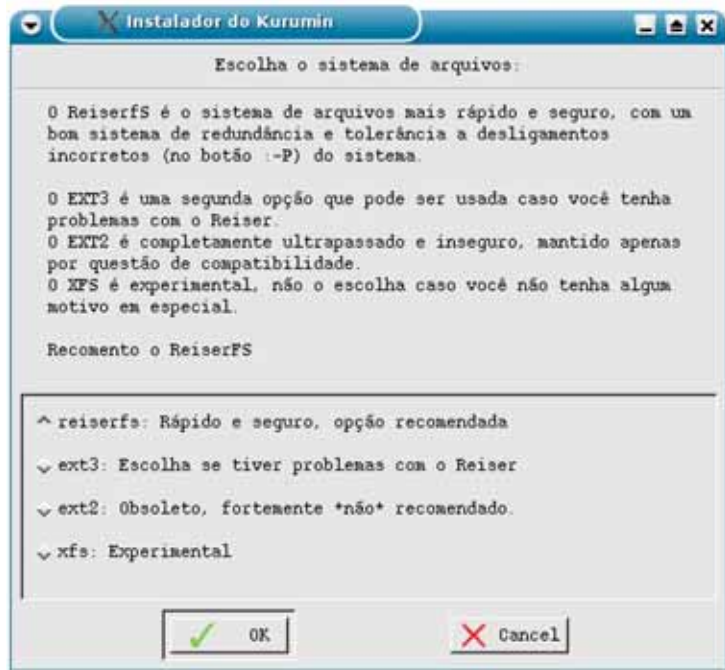 Instalador do Kurumin
Escolha o sistema de arquivos:
O ReiserfS é o sistema de arquivos mais rápido e seguro, com um
bom sistema de redundância e tolerância a desligamentos
incorretos (no botão :-P) do sistema.
O EXT3 é uma segunda opção que pode ser usada caso você tenha
problemas com o Reiser.
O EXT2 é completamente ultrapassado e inseguro, mantido apenas
por questão de compatibilidade.
O XFS é experimental, não o escolha caso você não tenha algum
motivo em especial.
Recomento o ReiserFS
reiserfs: Rápido e seguro, opção recomendada
ext3: Escolha se tiver problemas com o Reiser
ext2: Obsoleto, fortemente *não* recomendado.
xfs: Experimental
OK
Cancel